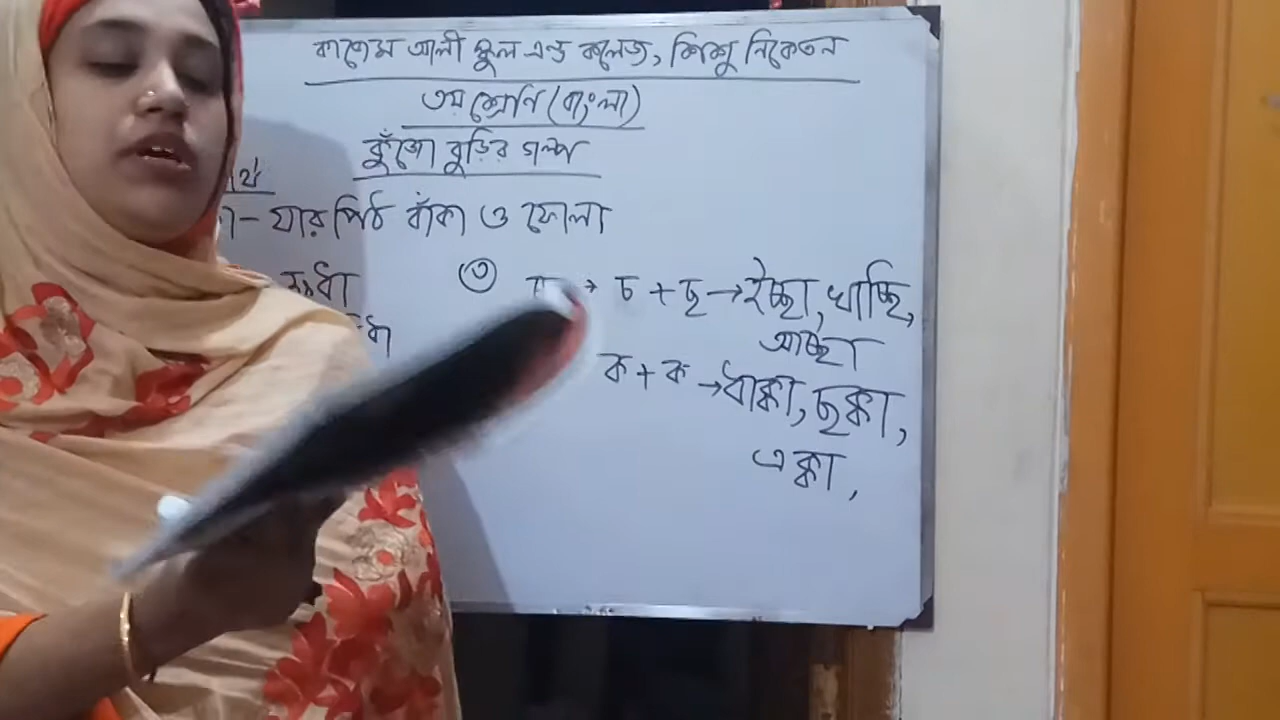 কাশেম আলী স্কুল এন্ড কলেজ, শিশু নিকেতন
৩য় শ্রেণি (বাংলা)
কুঁজো বুড়ির গল্প
- যার পিঠ বাঁকা ও ফোলা
৩ → চ + ছ → ইচ্ছা, খাচ্ছি,
আচ্ছা
ক + ক → ধাক্কা, ছক্কা,
এক্কা,